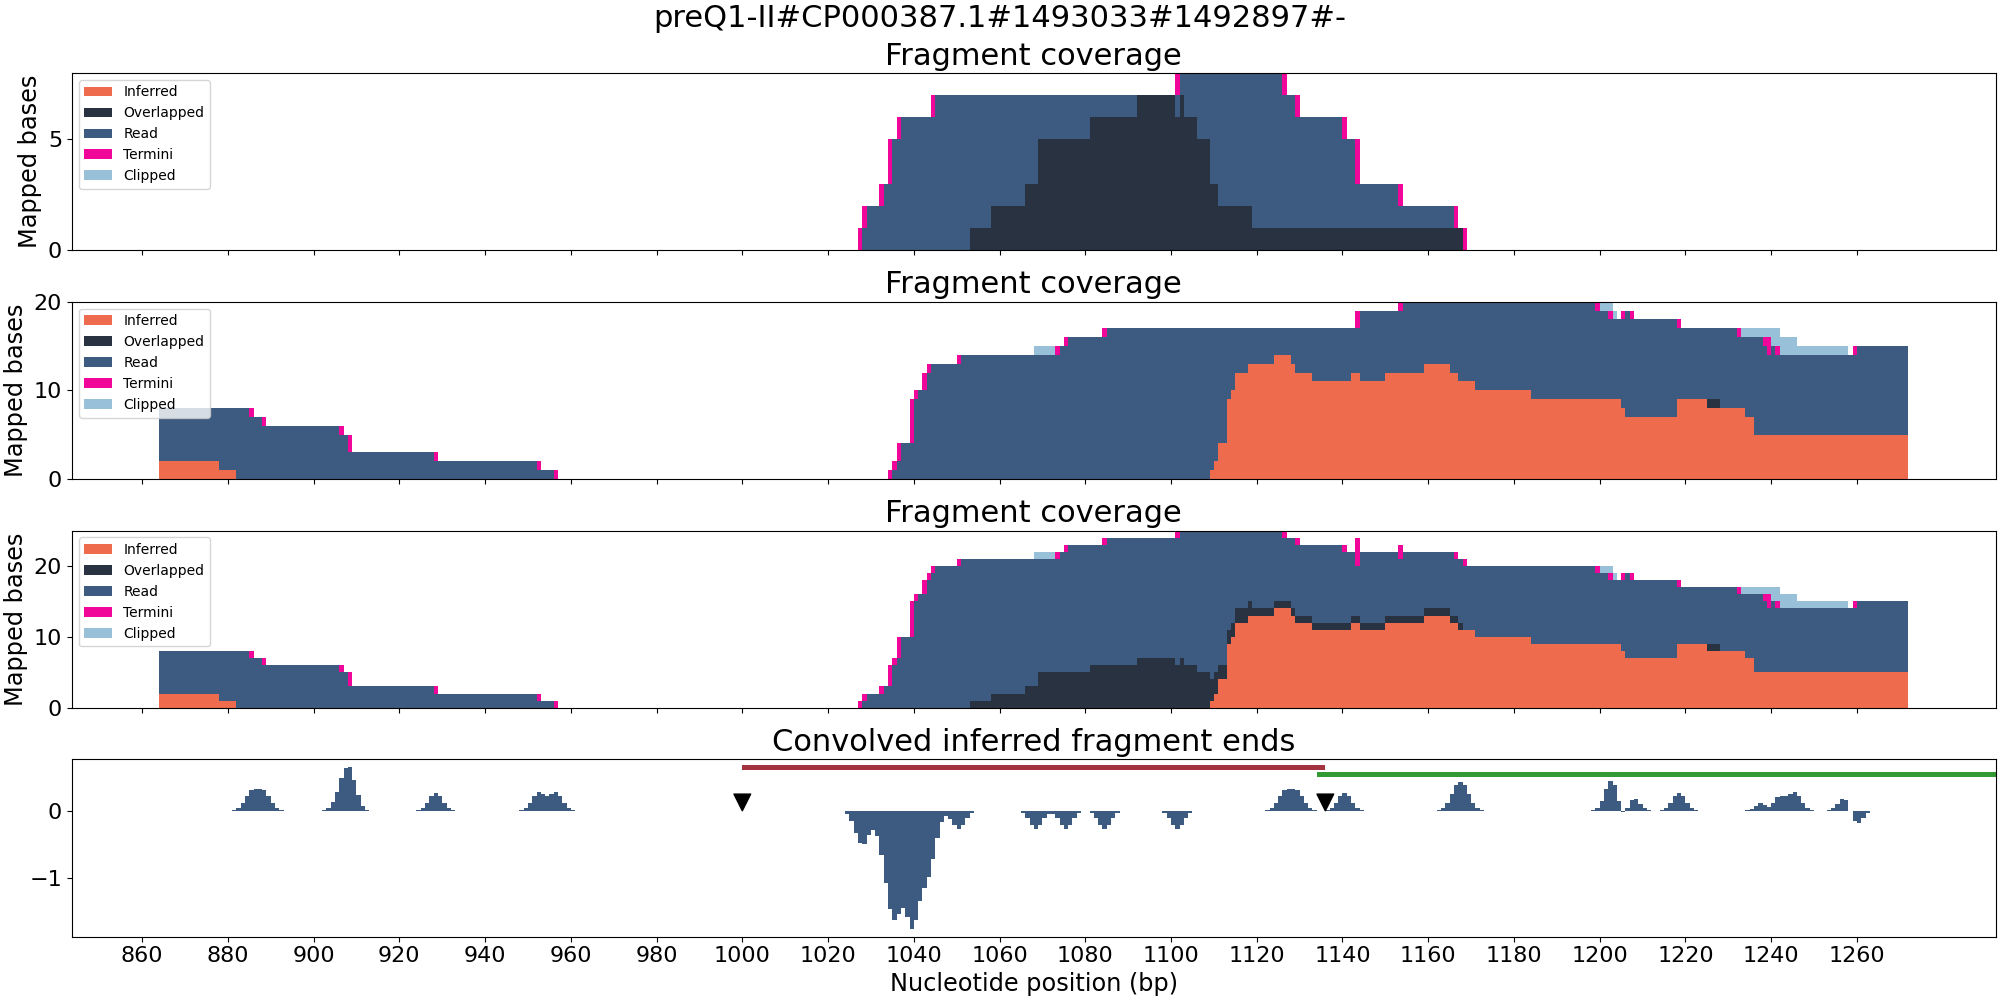 preQ1-II#CP000387.1#1493033#1492897#-
Fragment coverage
Mapped bases
5
0
Inferred
Overlapped
Read
Termini
Clipped
Fragment coverage
Mapped bases
20
10
0
Inferred
Overlapped
Read
Termini
Clipped
Fragment coverage
Mapped bases
20
10
0
Inferred
Overlapped
Read
Termini
Clipped
Convolved inferred fragment ends
0
−1
860 880 900 920 940 960 980 1000 1020 1040 1060 1080 1100 1120 1140 1160 1180 1200 1220 1240 1260
Nucleotide position (bp)